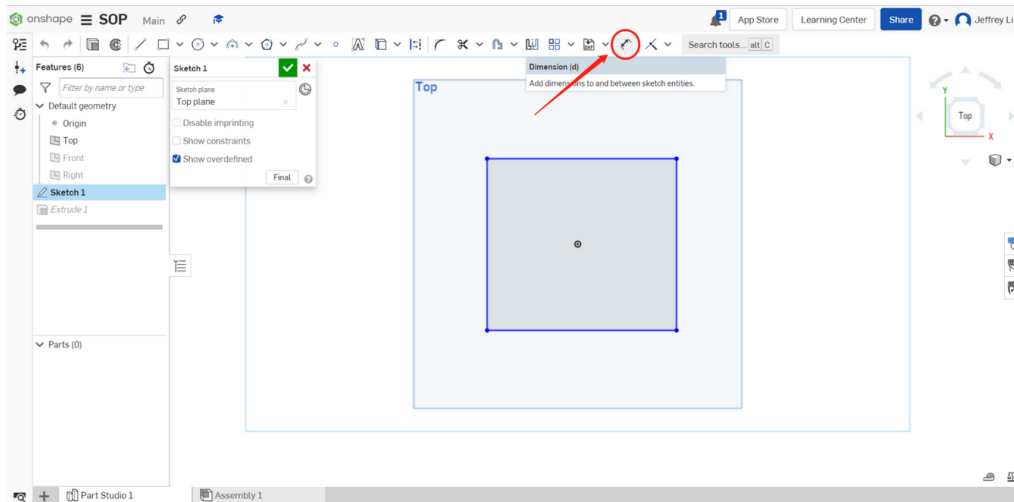 onshape SOP Main
1 App Store Learning Center Share Jeffrey Li
Search tools... alt C
Features (6)
Filter by name or type
Default geometry
Origin
Top
Front
Right
Sketch 1
Extrude 1
Parts (0)
Sketch 1
Sketch plane
Top plane
Disable imprinting
Show constraints
Show overdefined
Final
Dimension (d)
Add dimensions to and between sketch entities.
Top
Y
Top
X
Part Studio 1 Assembly 1